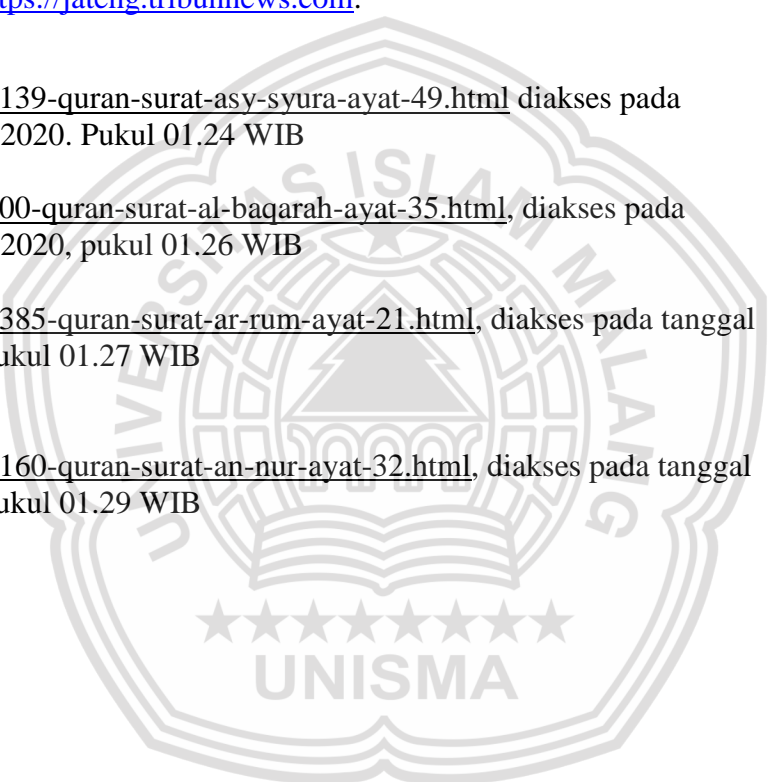 tps://jateng.tribunnews.com.
139-quran-surat-asy-syura-ayat-49.html diakses pada
2020. Pukul 01.24 WIB
00-quran-surat-al-baqarah-ayat-35.html, diakses pada
2020, pukul 01.26 WIB
385-quran-surat-ar-rum-ayat-21.html, diakses pada tanggal
ukul 01.27 WIB
160-quran-surat-an-nur-ayat-32.html, diakses pada tanggal
ukul 01.29 WIB
UNIVERSITAS ISLAM MALANG
UNISMA